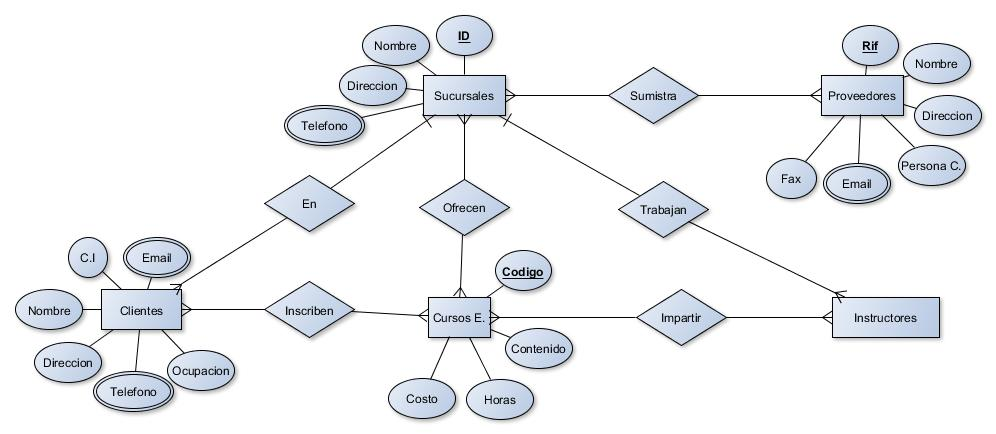 ID
Nombre
Rif
Nombre
Direccion
Sucursales
Sumistra
Proveedores
Direccion
Telefono
Persona C.
Fax
Email
En
Ofrecen
Trabajan
C.I
Email
Codigo
Nombre
Clientes
Inscriben
Cursos E.
Impartir
Instructores
Contenido
Direccion
Ocupacion
Telefono
Costo
Horas